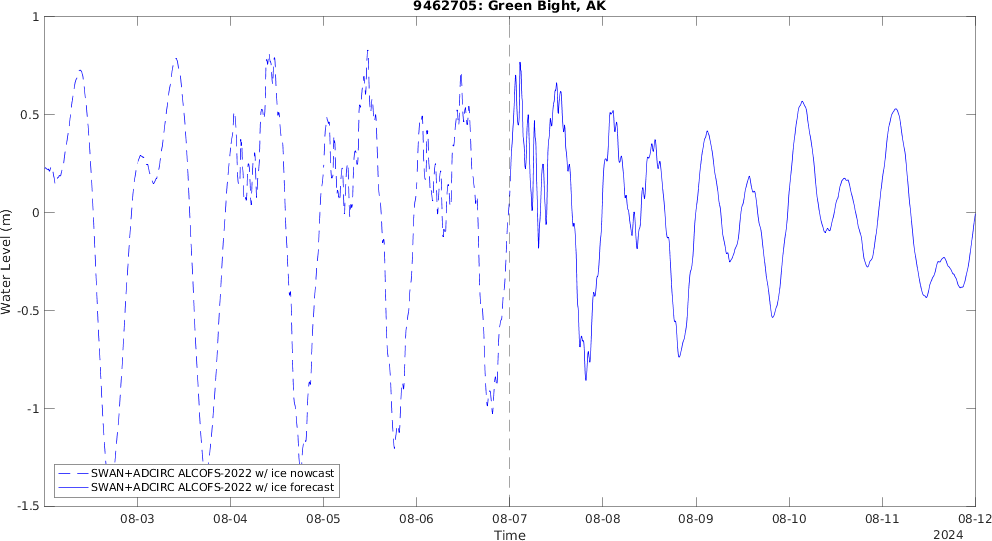 9462705: Green Bight, AK
1
0.5
0
-0.5
-1
-1.5
Water Level (m)
SWAN+ADCIRC ALCOFS-2022 w/ ice nowcast
SWAN+ADCIRC ALCOFS-2022 w/ ice forecast
08-03 08-04 08-05 08-06 08-07 08-08 08-09 08-10 08-11 08-12
Time
2024